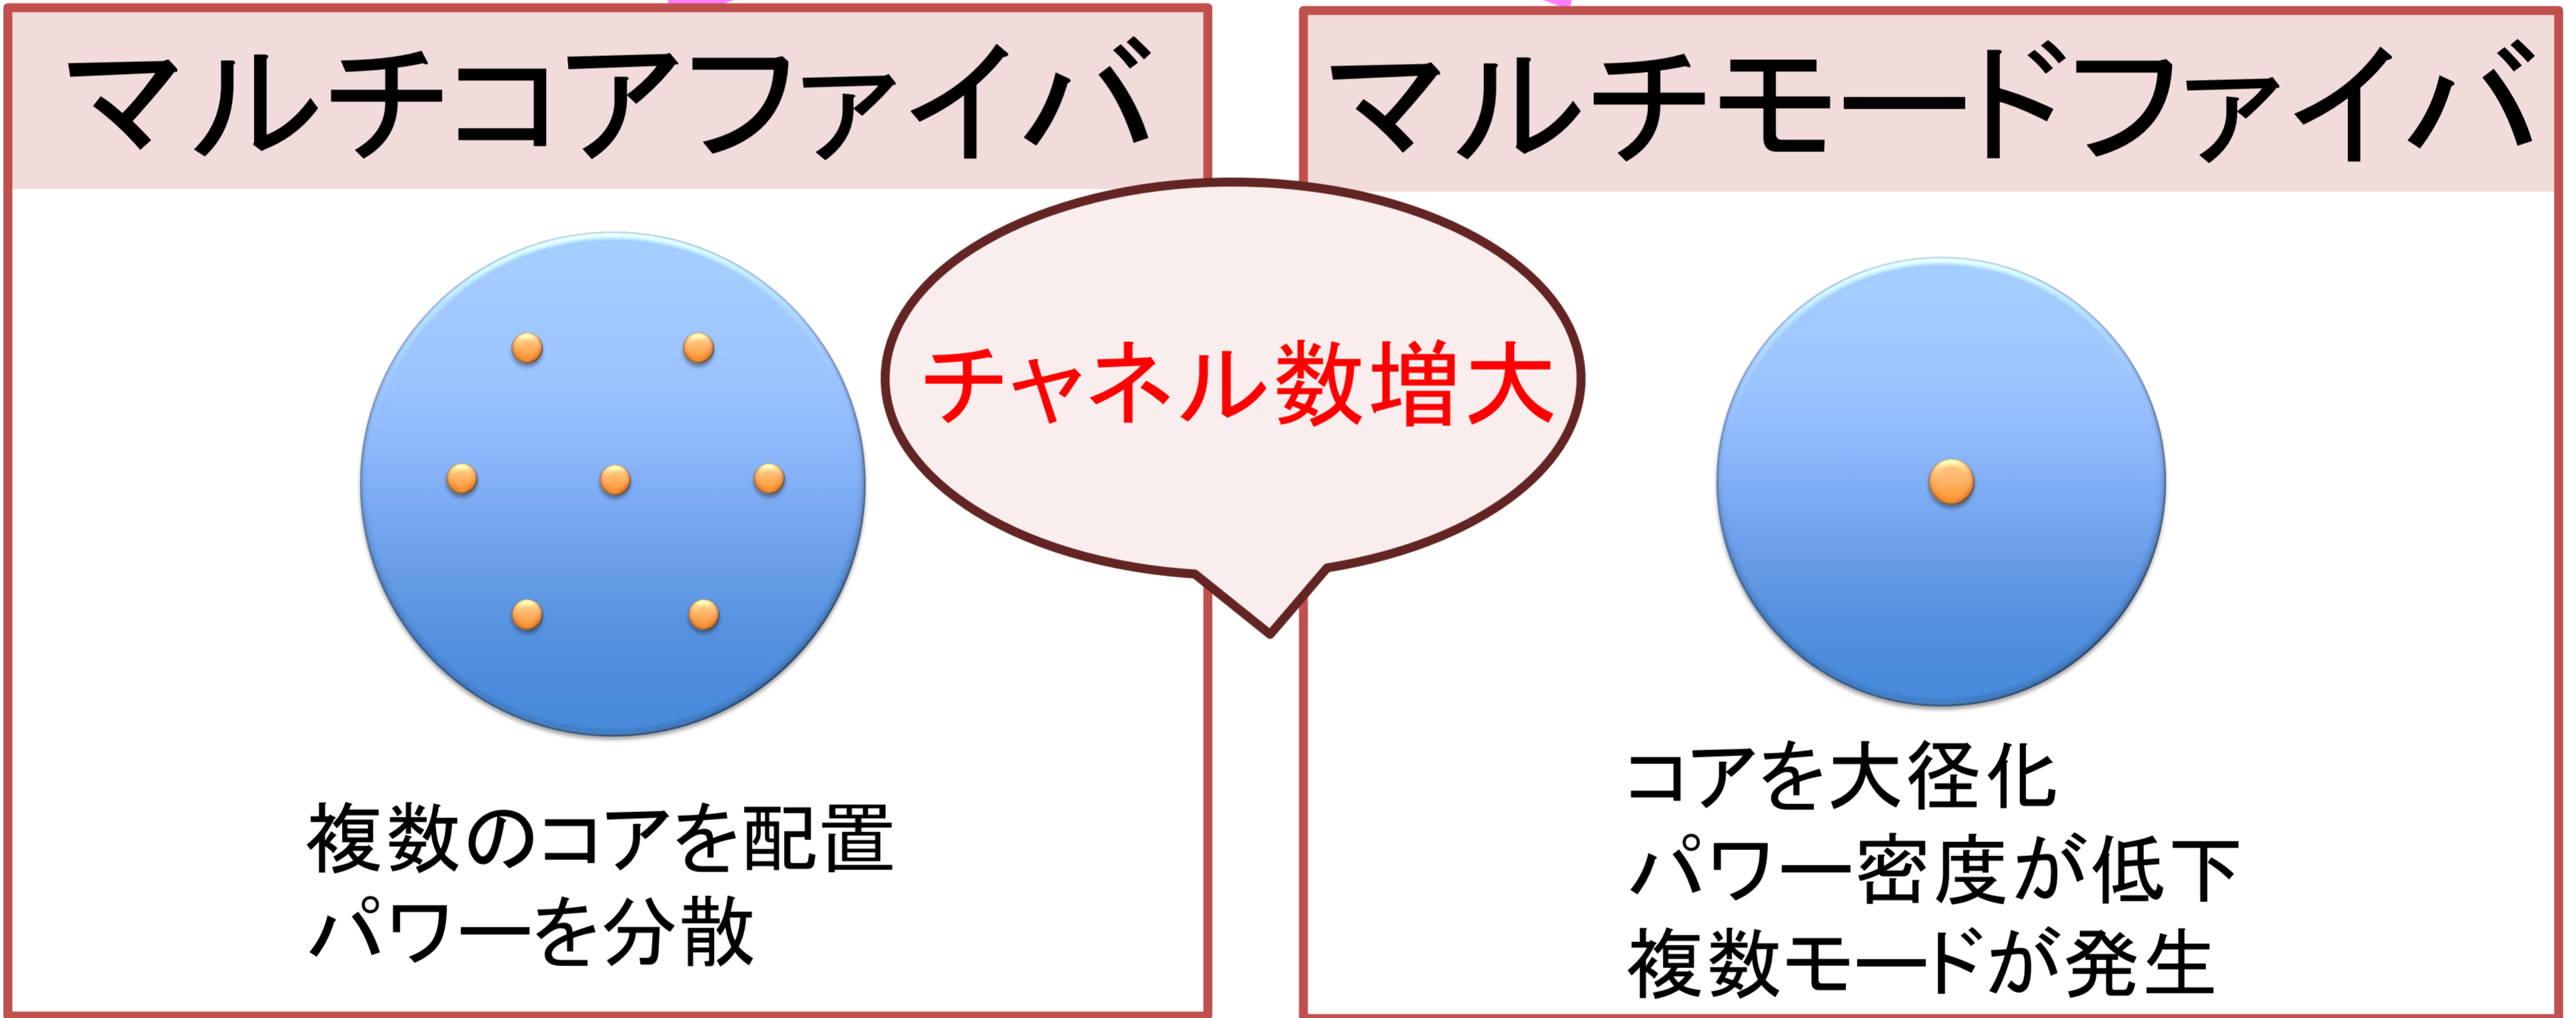 マルチコアファイバ
マルチモードファイバ
チャネル数増大
複数のコアを配置
パワーを分散
コアを大径化
パワー密度が低下
複数モードが発生